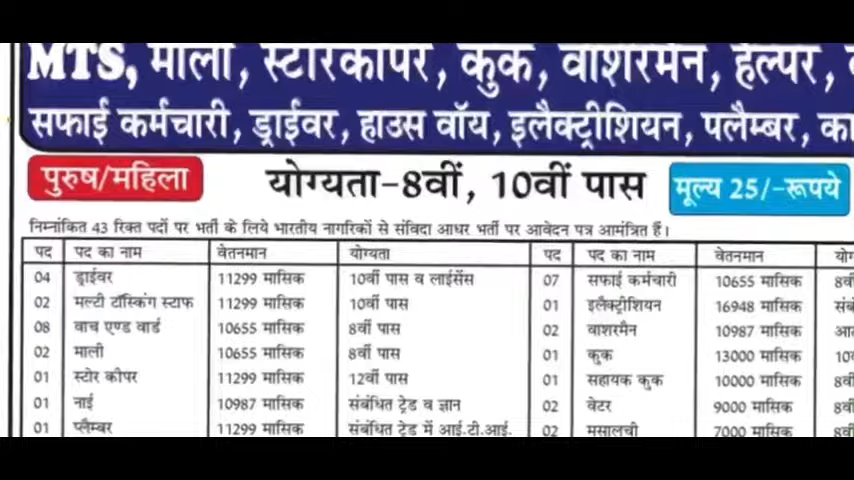 MTS, माली, स्टोरकीपर, कुक, वाशरमैन, हैल्पर,
सफाई कर्मचारी, ड्राईवर, हाउस वॉय, इलैक्ट्रीशियन, पलैम्बर,
पुरुष/महिला योग्यता-8वीं, 10वीं पास मूल्य 25/-रूपये
निम्नांकित 43 रिक्त पदों पर भर्ती के लिये भारतीय नागरिकों से संविदा आधर भर्ती पर आवेदन पत्र आमंत्रित हैं।
पद पद का नाम वेतनमान योग्यता पद पद का नाम वेतनमान
04 ड्राईवर 11299 मासिक 10वीं पास व लाईसेंस 07 सफाई कर्मचारी 10655 मासिक 8वीं
02 मल्टी टॉस्किंग स्टाफ 11299 मासिक 10वीं पास 01 इलैक्ट्रीशियन 16948 मासिक
08 वाच एण्ड वार्ड 10655 मासिक 8वीं पास 02 वाशरमैन 10987 मासिक
02 माली 10655 मासिक 8वीं पास 01 कुक 13000 मासिक
01 स्टोर कीपर 11299 मासिक 12वीं पास 01 सहायक कुक 10000 मासिक 8वीं
01 नाई 10987 मासिक संबंधित ट्रेड व ज्ञान 02 वेटर 9000 मासिक 8वीं
01 प्लैम्बर 11299 मासिक संबंधित ट्रेड में आई.टी.आई. 02 मसालची 7000 मासिक 8वीं